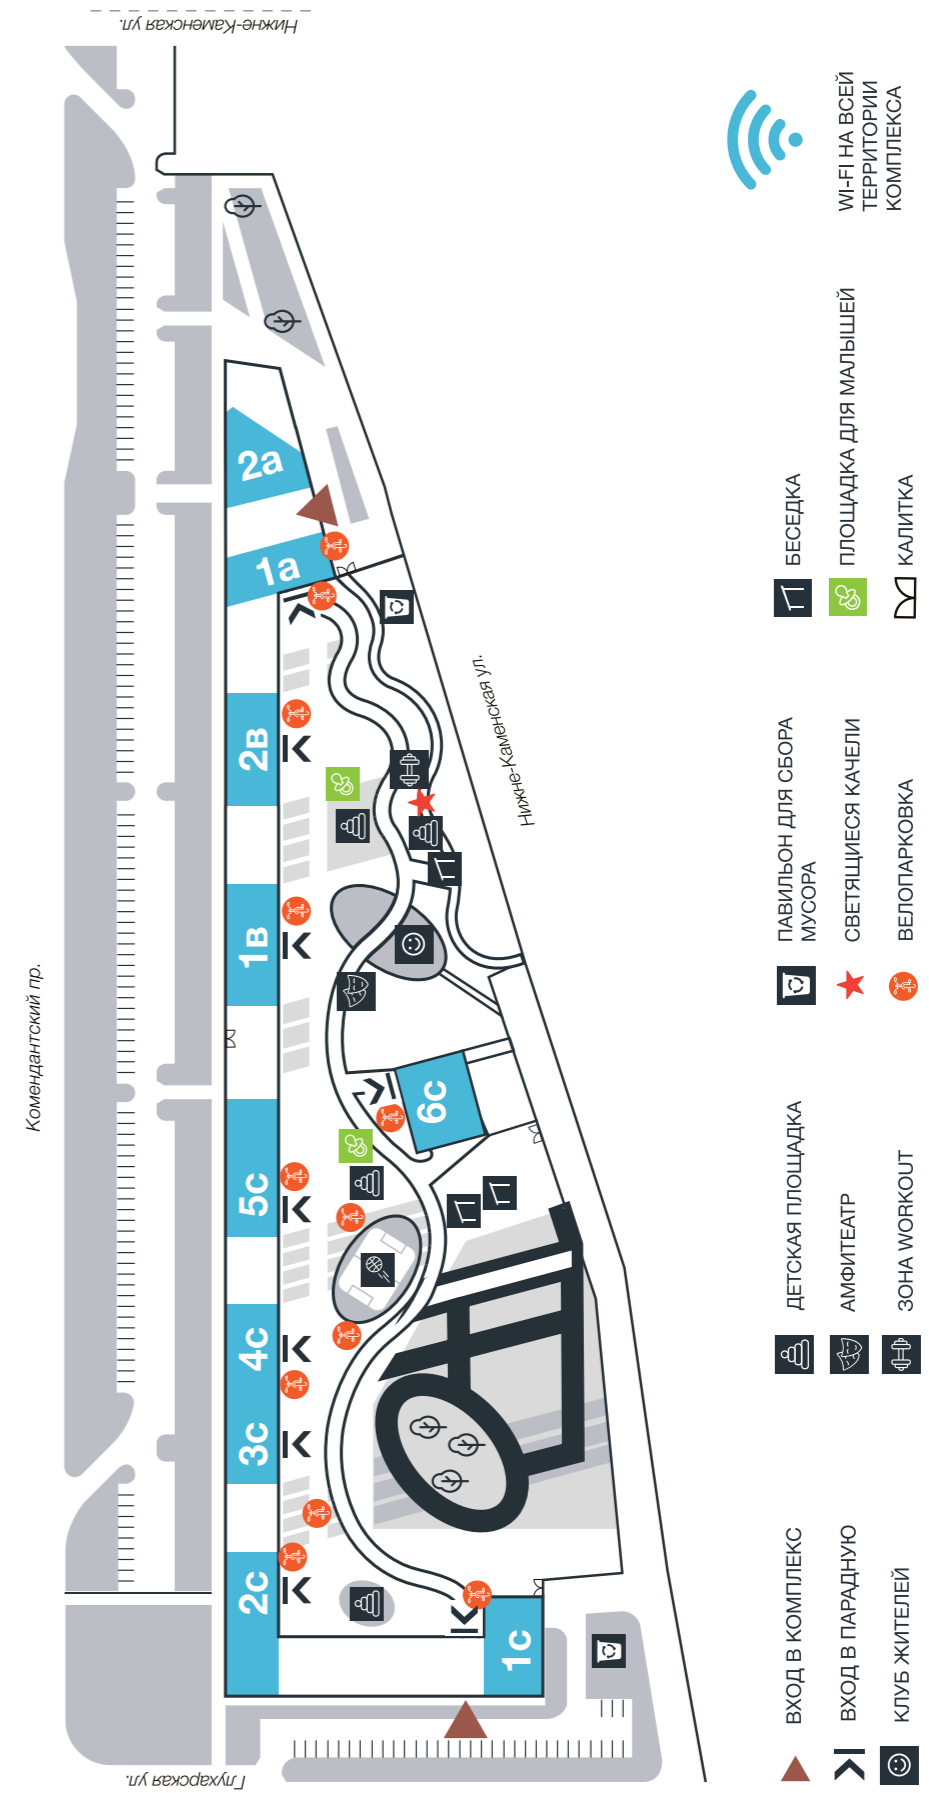 Нижне-Каменская ул.
Комендантский пр.
Нижне-Каменская ул.
Глухарская ул.
2с
3с
4с
5с
1в
2в
1а
2а
6с
1с
ВХОД В КОМПЛЕКС
ВХОД В ПАРАДНУЮ
КЛУБ ЖИТЕЛЕЙ
ДЕТСКАЯ ПЛОЩАДКА
АМФИТЕАТР
ЗОНА WORKOUT
ПАВИЛЬОН ДЛЯ СБОРА
МУСОРА
СВЕТЯЩИЕСЯ КАЧЕЛИ
ВЕЛОПАРКОВКА
БЕСЕДКА
ПЛОЩАДКА ДЛЯ МАЛЫШЕЙ
КАЛИТКА
WI-FI НА ВСЕЙ
ТЕРРИТОРИИ
КОМПЛЕКСА